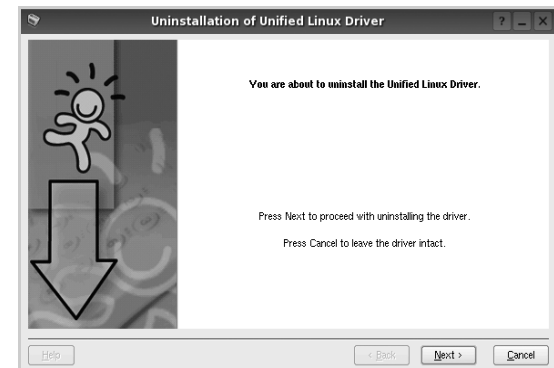 Uninstallation of Unified Linux Driver
You are about to uninstall the Unified Linux Driver.
Press Next to proceed with uninstalling the driver.
Press Cancel to leave the driver intact.
Help
< Back
Next >
Cancel